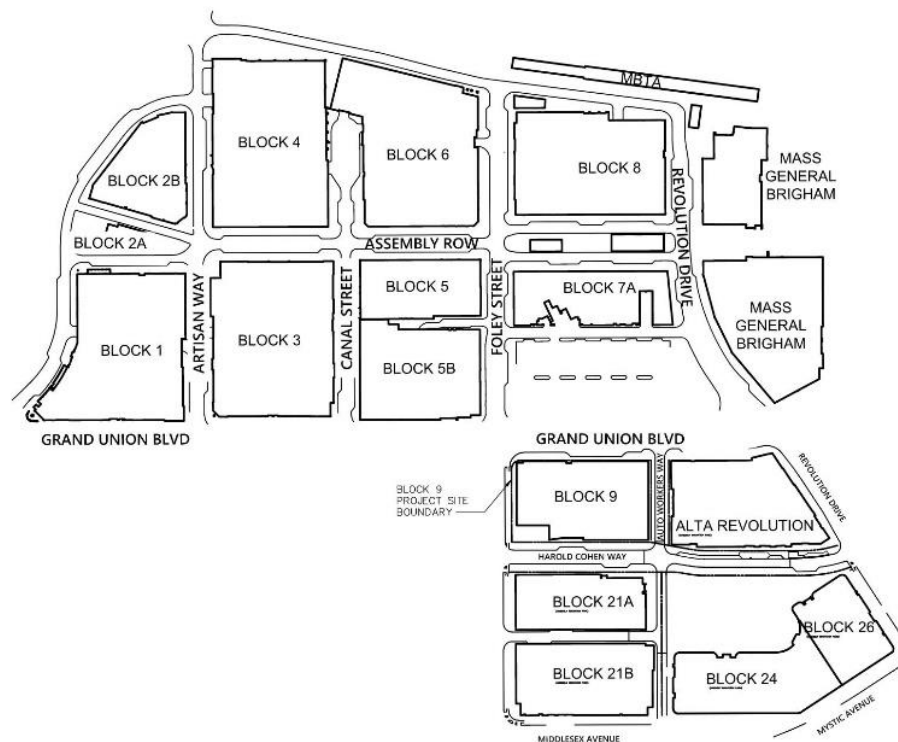 MBTA
BLOCK 4
BLOCK 6
BLOCK 8
MASS
GENERAL
BRIGHAM
BLOCK 2B
REVOLUTION DRIVE
BLOCK 2A
ASSEMBLY ROW
ARTISAN WAY
CANAL STREET
FOLEY STREET
BLOCK 5
BLOCK 7A
MASS
GENERAL
BRIGHAM
BLOCK 1
BLOCK 3
BLOCK 5B
GRAND UNION BLVD
GRAND UNION BLVD
AUTO WORKERS WAY
REVOLUTION DRIVE
BLOCK 9
PROJECT SITE
BOUNDARY
BLOCK 9
ALTA REVOLUTION
HAROLD COHEN WAY
BLOCK 21A
BLOCK 26
BLOCK 21B
BLOCK 24
MYSTIC AVENUE
MIDDLESEX AVENUE